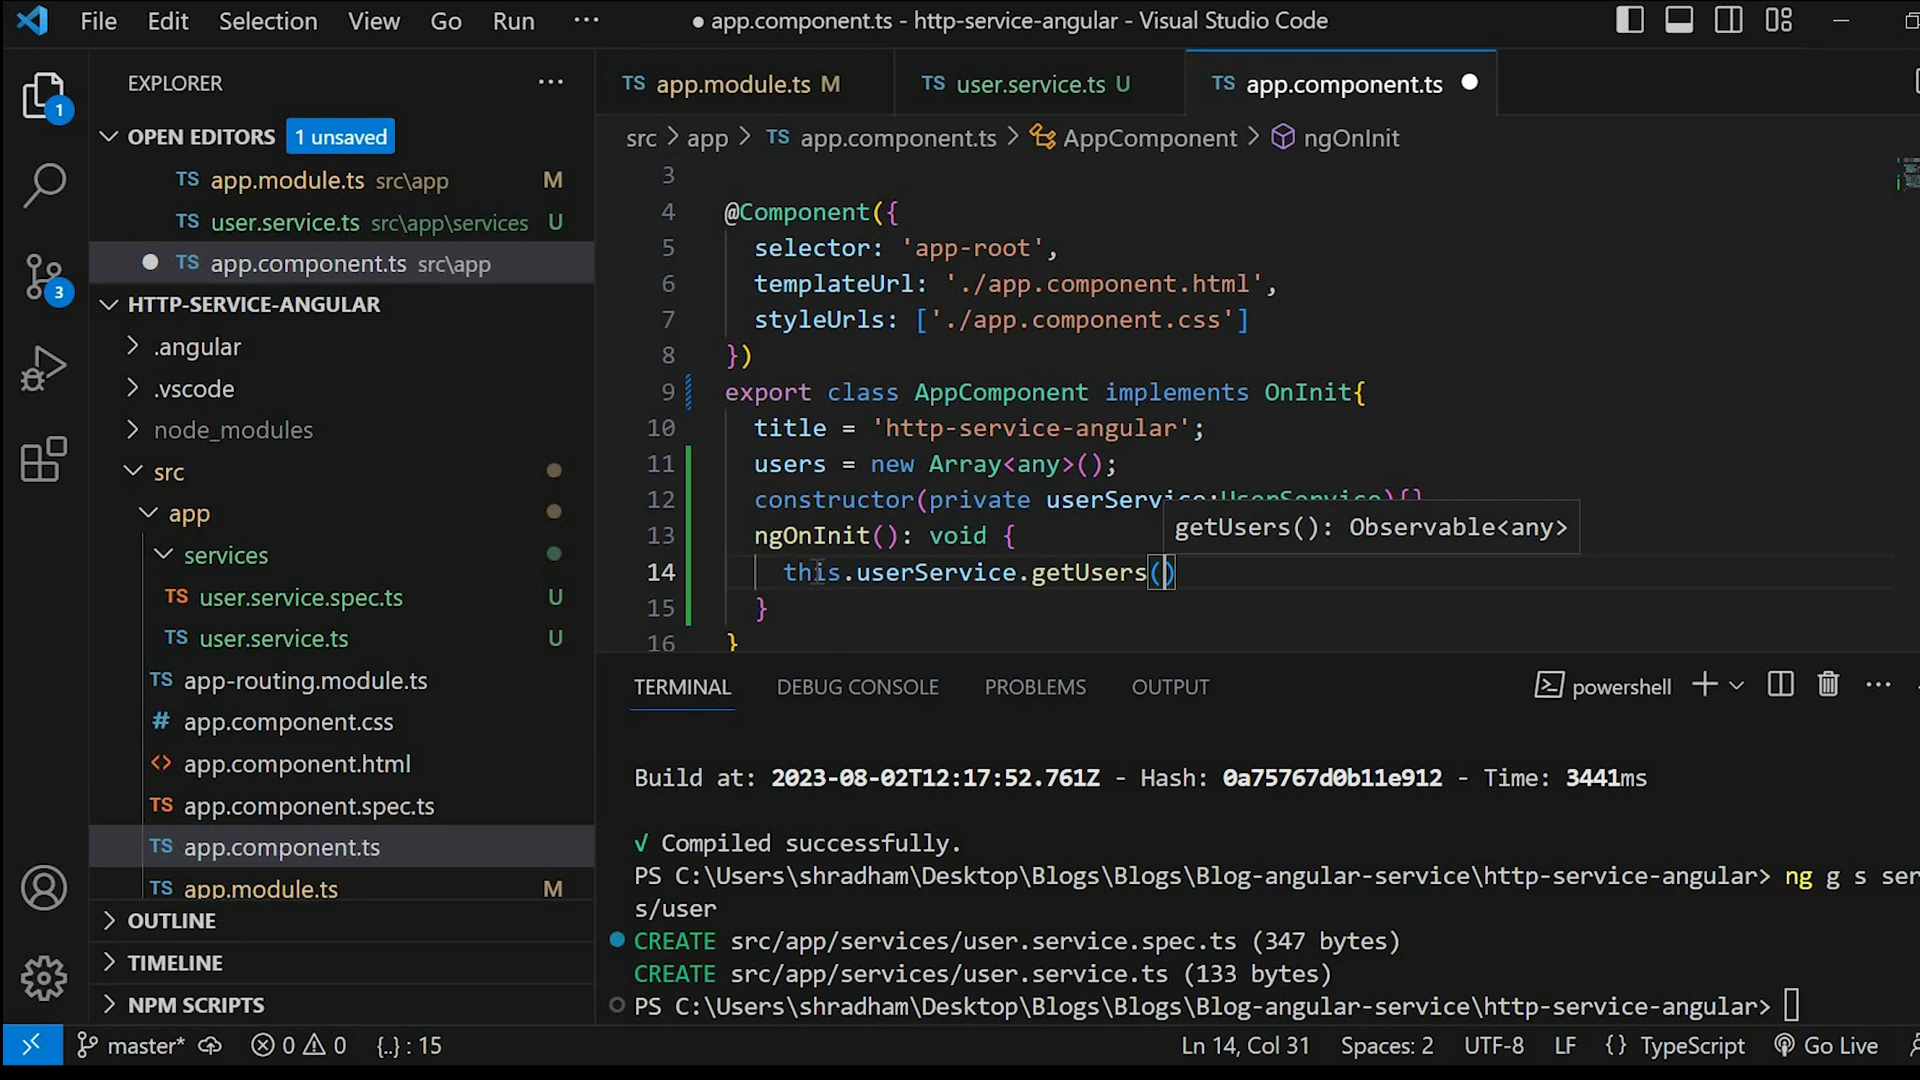 File Edit Selection View Go Run ··· ● app.component.ts - http-service-angular - Visual Studio Code
EXPLORER ···
1
OPEN EDITORS 1 unsaved
TS app.module.ts src\app M
TS user.service.ts src\app\services U
● TS app.component.ts src\app
3
HTTP-SERVICE-ANGULAR
.angular
.vscode
node_modules
src
app
services
TS user.service.spec.ts U
TS user.service.ts U
TS app-routing.module.ts
# app.component.css
<> app.component.html
TS app.component.spec.ts
TS app.component.ts
TS app.module.ts M
OUTLINE
TIMELINE
NPM SCRIPTS
TS app.module.ts M TS user.service.ts U TS app.component.ts ●
src > app > TS app.component.ts > AppComponent > ngOnInit
3
4 @Component({
5 selector: 'app-root',
6 templateUrl: './app.component.html',
7 styleUrls: ['./app.component.css']
8 })
9 export class AppComponent implements OnInit{
10 title = 'http-service-angular';
11 users = new Array<any>();
12 constructor(private userService:UserService){}
getUsers(): Observable<any>
13 ngOnInit(): void {
14 this.userService.getUsers()
15 }
16 }
TERMINAL DEBUG CONSOLE PROBLEMS OUTPUT powershell ···
Build at: 2023-08-02T12:17:52.761Z - Hash: 0a75767d0b11e912 - Time: 3441ms
√ Compiled successfully.
PS C:\Users\shradham\Desktop\Blogs\Blogs\Blog-angular-service\http-service-angular> ng g s ser
s/user
CREATE src/app/services/user.service.spec.ts (347 bytes)
CREATE src/app/services/user.service.ts (133 bytes)
PS C:\Users\shradham\Desktop\Blogs\Blogs\Blog-angular-service\http-service-angular>
master* 0 0 {..} : 15 Ln 14, Col 31 Spaces: 2 UTF-8 LF {} TypeScript Go Live